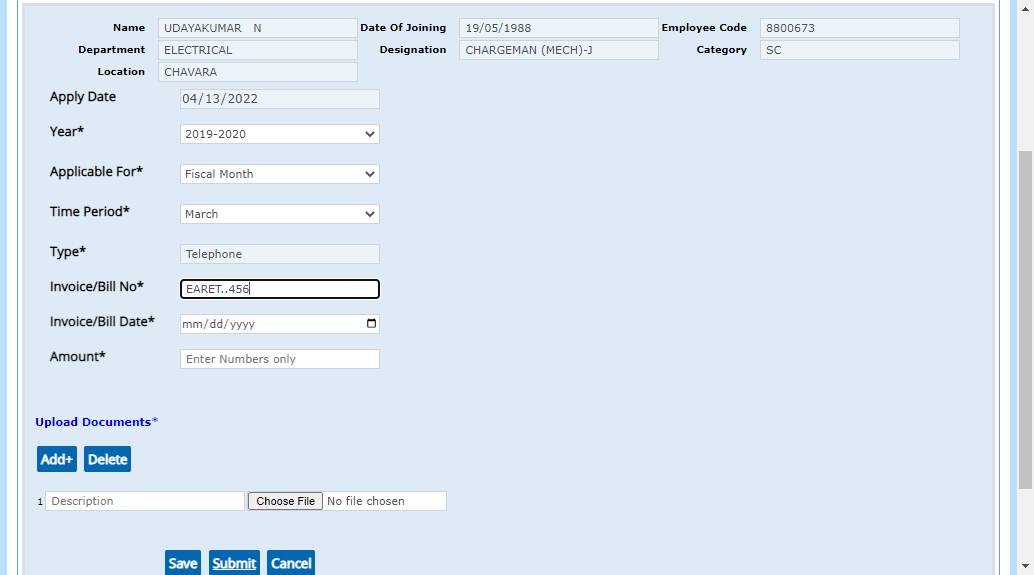 Name UDAYAKUMAR N Date Of Joining 19/05/1988 Employee Code 8800673
Department ELECTRICAL Designation CHARGEMAN (MECH)-J Category SC
Location CHAVARA
Apply Date 04/13/2022
Year* 2019-2020
Applicable For* Fiscal Month
Time Period* March
Type* Telephone
Invoice/Bill No* EARET..456
Invoice/Bill Date* mm/dd/yyyy
Amount* Enter Numbers only
Upload Documents*
Add+ Delete
1 Description Choose File No file chosen
Save Submit Cancel